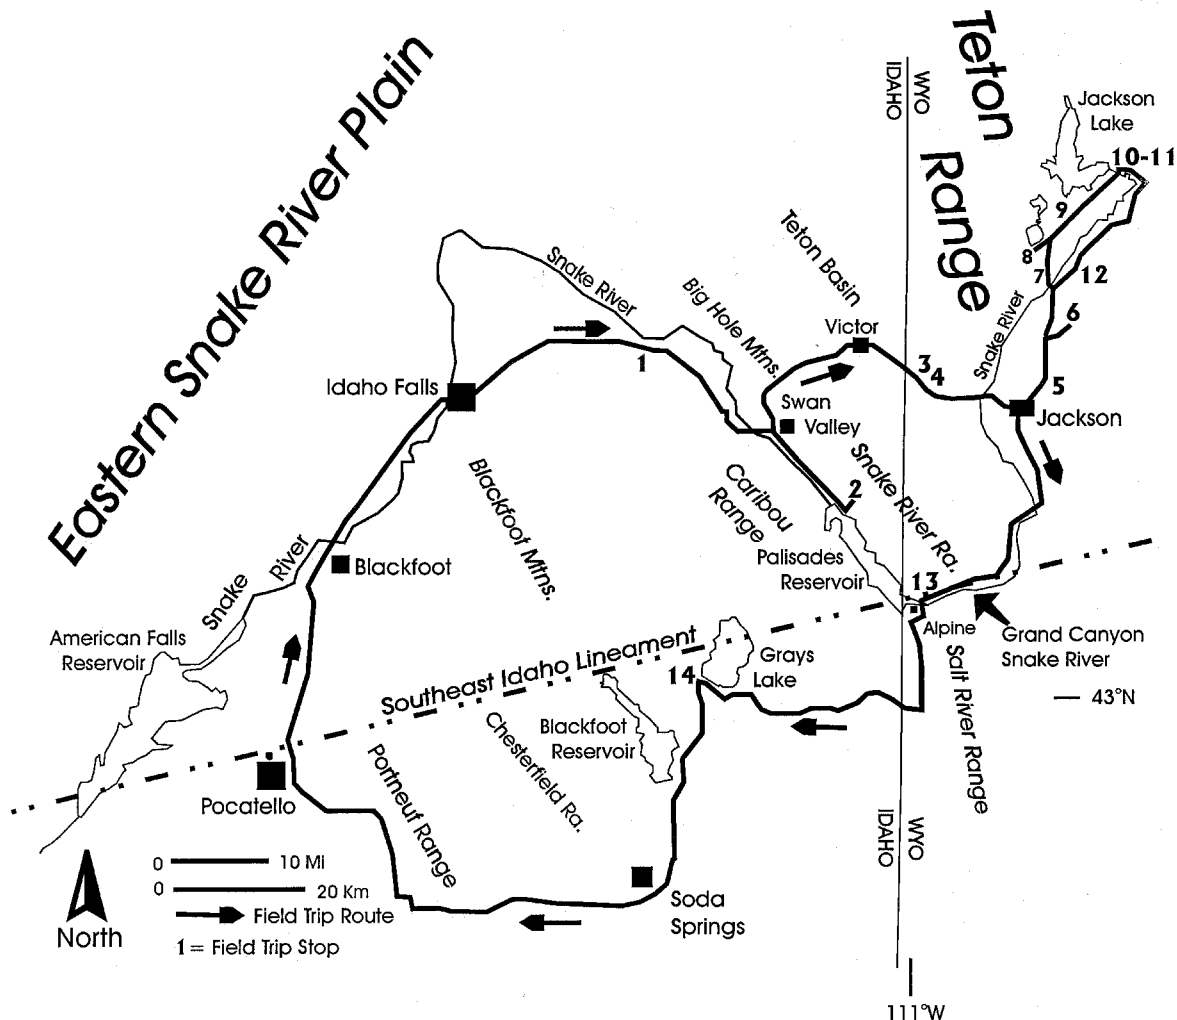 Eastern Snake River Plain
Teton
Range
WYO
IDAHO
Jackson
Lake
10-11
9
8
7
12
6
Snake River
Teton Basin
Snake River
Big Hole Mtns.
Victor
3
4
5
Jackson
1
Idaho Falls
Swan
Valley
Snake River Ra.
2
Caribou
Range
Blackfoot Mtns.
Palisades
Reservoir
13
Alpine
Grand Canyon
Snake River
Snake
River
Blackfoot
American Falls
Reservoir
Southeast Idaho Lineament
14
Grays
Lake
Salt River Range
43°N
Blackfoot
Reservoir
Chesterfield Ra.
Portneuf Range
Pocatello
WYO
IDAHO
Soda
Springs
0 10 Mi
0 20 Km
Field Trip Route
1 = Field Trip Stop
North
111°W